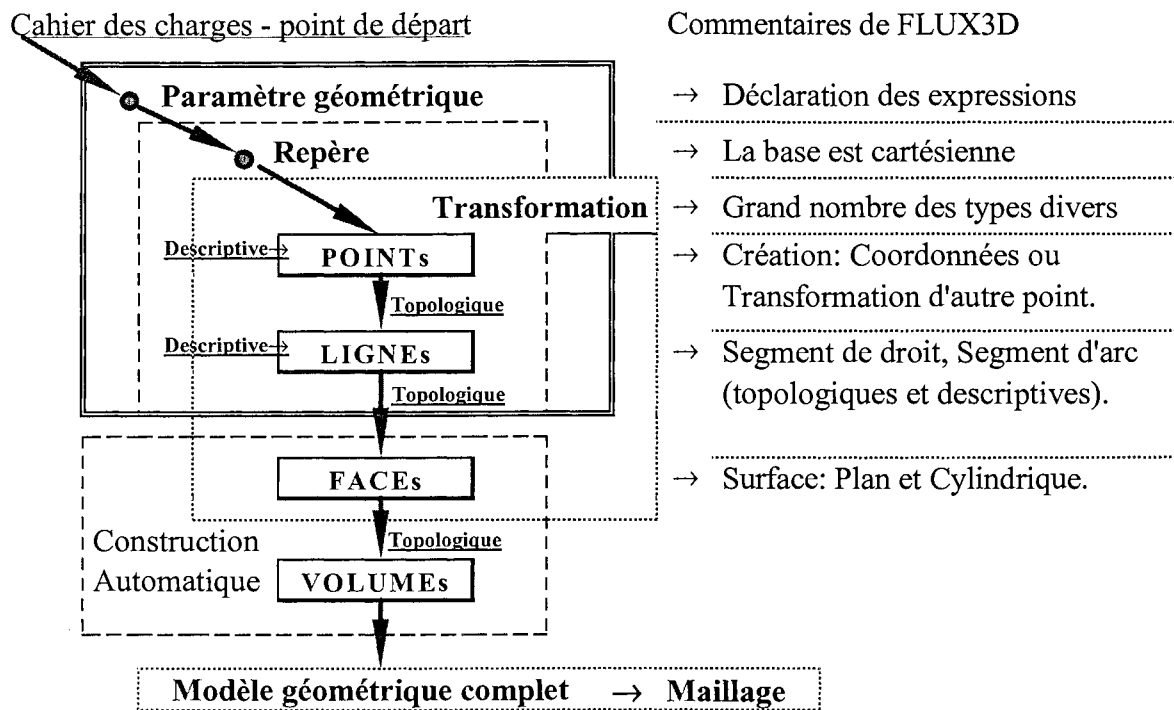 Cahier des charges - point de départ
Commentaires de FLUX3D
Paramètre géométrique
→ Déclaration des expressions
Repère
→ La base est cartésienne
Transformation
→ Grand nombre des types divers
Descriptive→
POINTs
→ Création: Coordonnées ou
Transformation d'autre point.
Topologique
Descriptive→
LIGNEs
→ Segment de droit, Segment d'arc
(topologiques et descriptives).
Topologique
FACEs
→ Surface: Plan et Cylindrique.
Topologique
Construction
Automatique
VOLUMEs
Modèle géométrique complet → Maillage